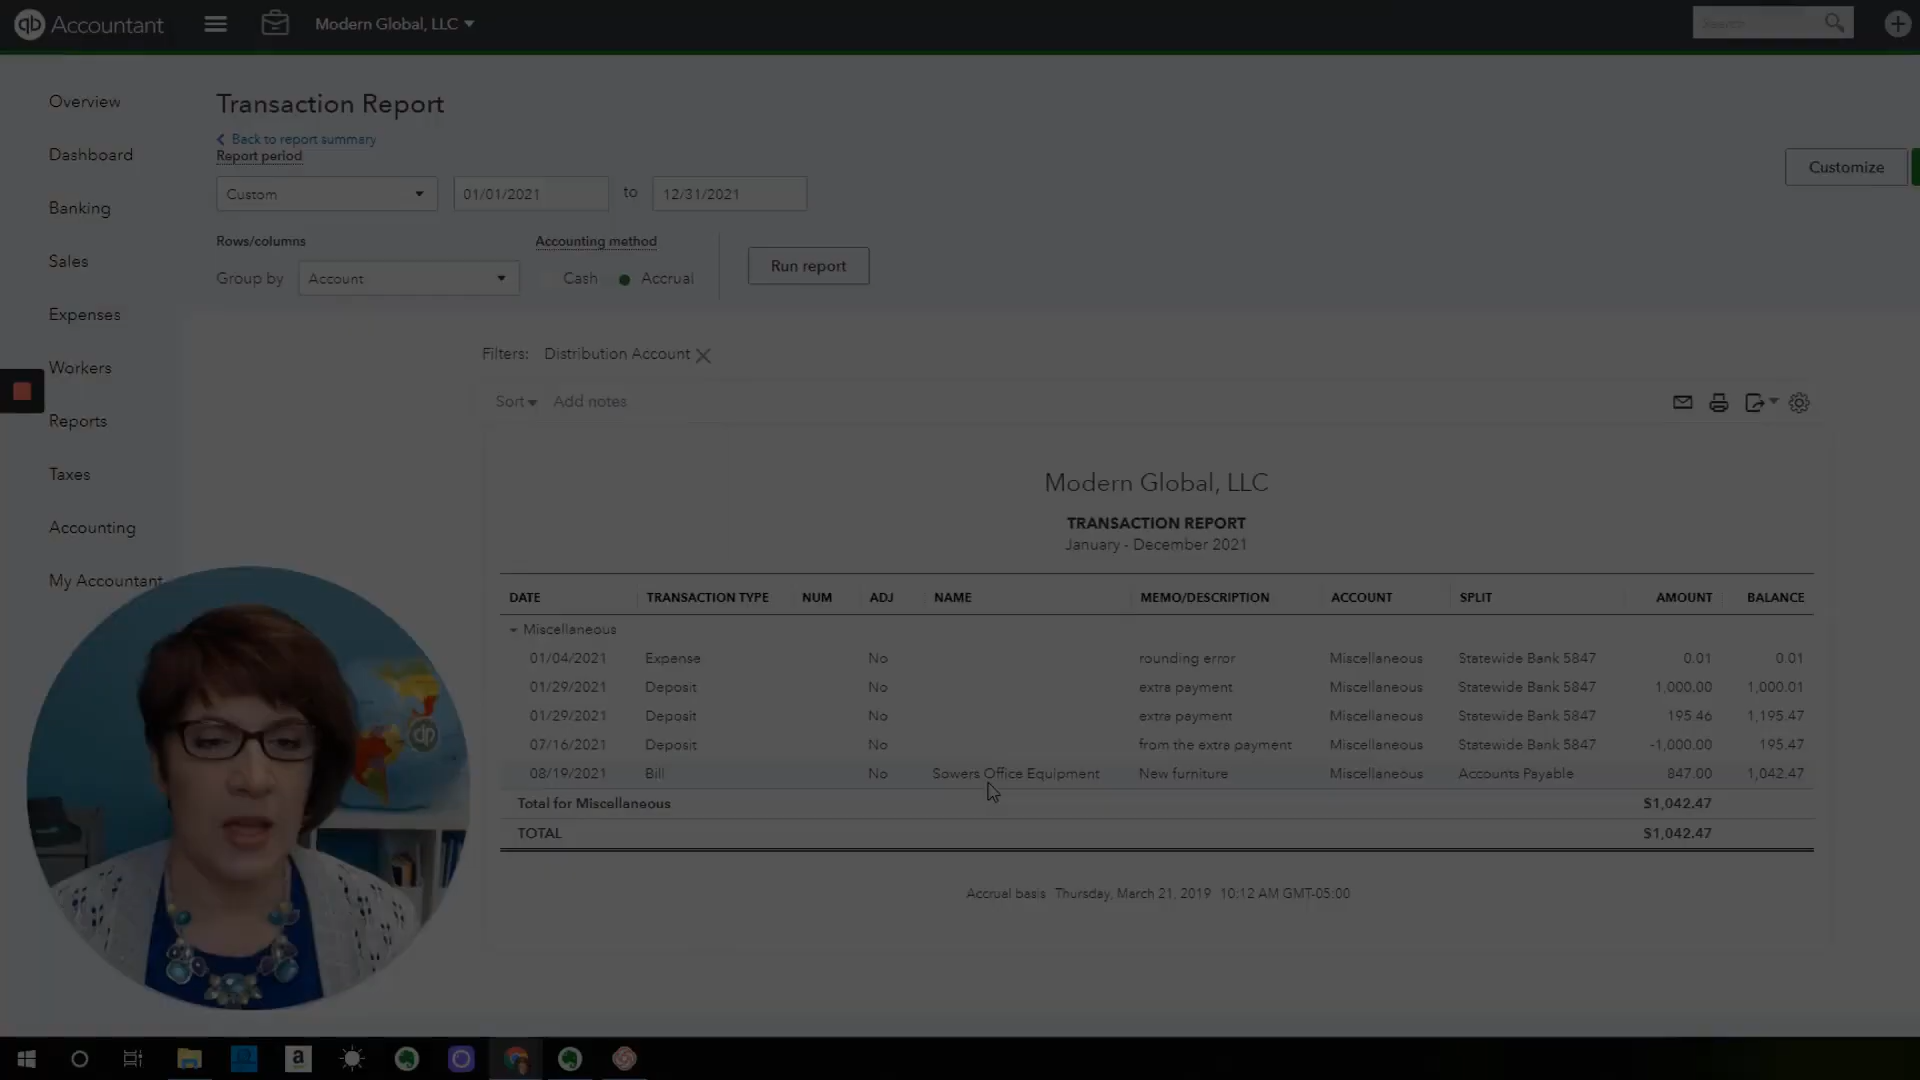 qb Accountant
Modern Global, LLC
Search
Overview
Dashboard
Banking
Sales
Expenses
Workers
Reports
Taxes
Accounting
My Accountant
Transaction Report
Back to report summary
Report period
Custom 01/01/2021 to 12/31/2021
Customize
Rows/columns Accounting method
Group by Account Cash Accrual Run report
Filters: Distribution Account
Sort Add notes
Modern Global, LLC
TRANSACTION REPORT
January - December 2021
DATE TRANSACTION TYPE NUM ADJ NAME MEMO/DESCRIPTION ACCOUNT SPLIT AMOUNT BALANCE
Miscellaneous
01/04/2021 Expense No rounding error Miscellaneous Statewide Bank 5847 0.01 0.01
01/29/2021 Deposit No extra payment Miscellaneous Statewide Bank 5847 1,000.00 1,000.01
01/29/2021 Deposit No extra payment Miscellaneous Statewide Bank 5847 195.46 1,195.47
07/16/2021 Deposit No from the extra payment Miscellaneous Statewide Bank 5847 -1,000.00 195.47
08/19/2021 Bill No Sowers Office Equipment New furniture Miscellaneous Accounts Payable 847.00 1,042.47
Total for Miscellaneous $1,042.47
TOTAL $1,042.47
Accrual basis Thursday, March 21, 2019 10:12 AM GMT-05:00